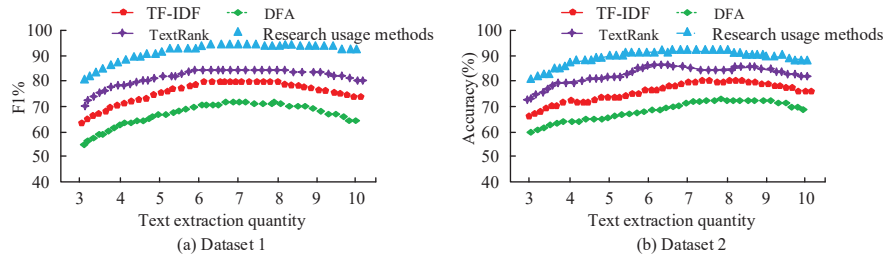 TF-IDF DFA
TextRank Research usage methods
F1%
100
90
80
70
60
50
40
3 4 5 6 7 8 9 10
Text extraction quantity
(a) Dataset 1
TF-IDF DFA
TextRank Research usage methods
Accuracy(%)
100
90
80
70
60
50
40
3 4 5 6 7 8 9 10
Text extraction quantity
(b) Dataset 2